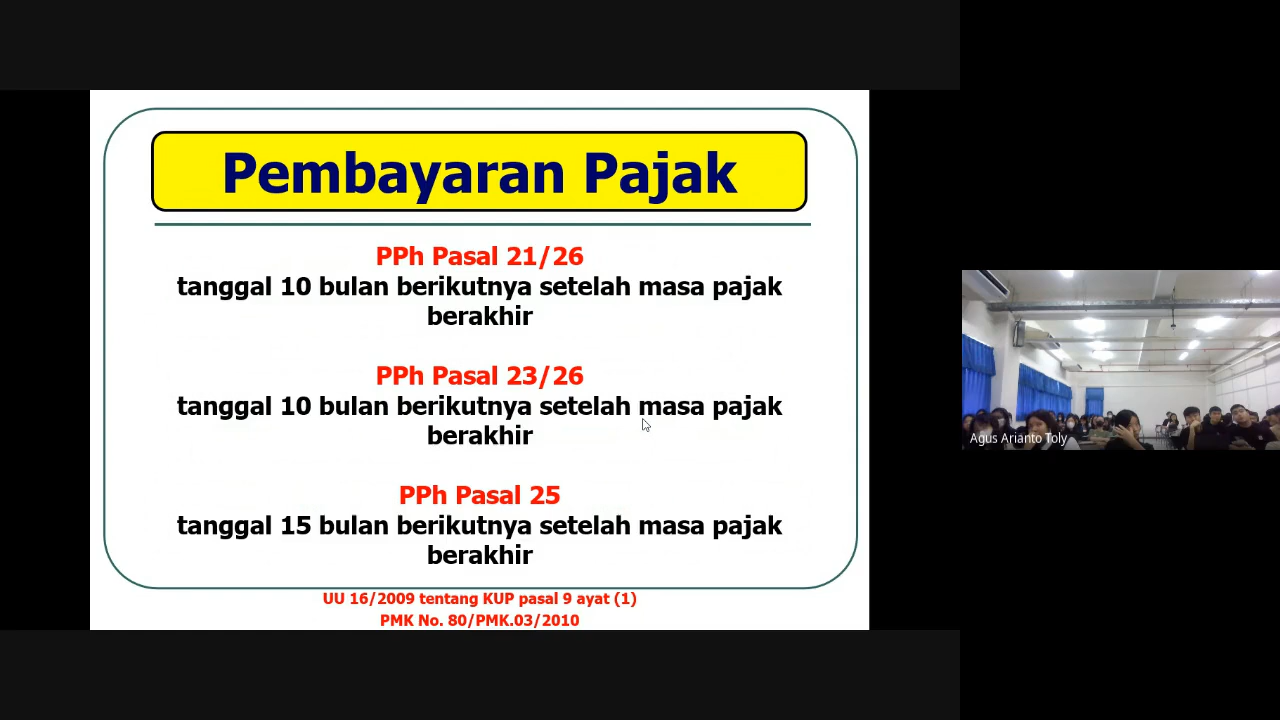 Pembayaran Pajak
PPh Pasal 21/26
tanggal 10 bulan berikutnya setelah masa pajak
berakhir
PPh Pasal 23/26
tanggal 10 bulan berikutnya setelah masa pajak
berakhir
PPh Pasal 25
tanggal 15 bulan berikutnya setelah masa pajak
berakhir
UU 16/2009 tentang KUP pasal 9 ayat (1)
PMK No. 80/PMK.03/2010
Agus Arianto Toly